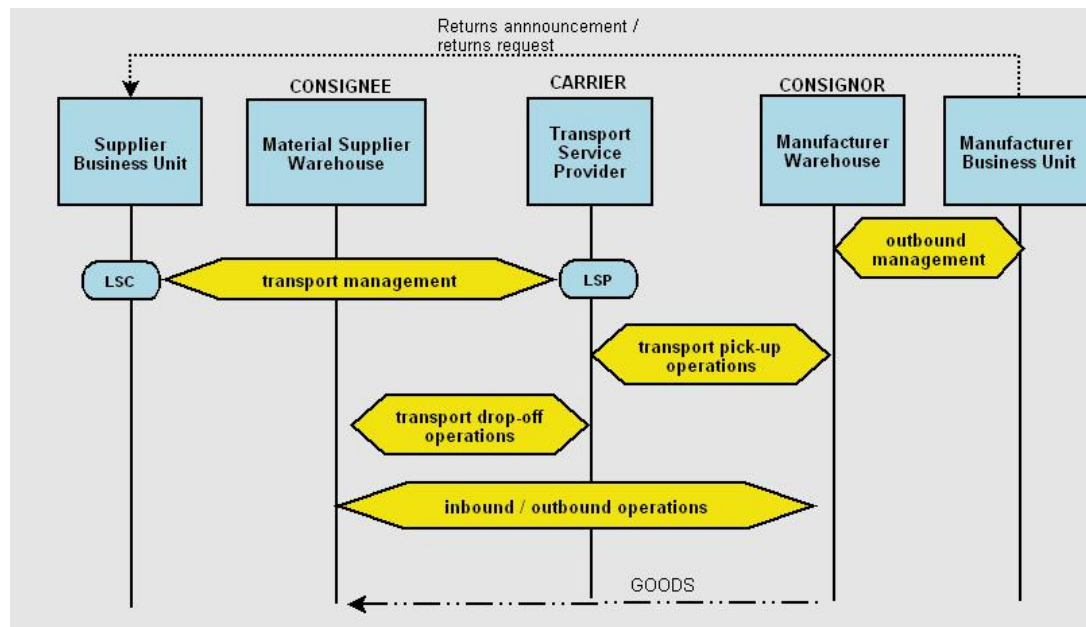 Returns annnouncement /
returns request
CONSIGNEE
CARRIER
CONSIGNOR
Supplier
Business Unit
Material Supplier
Warehouse
Transport
Service
Provider
Manufacturer
Warehouse
Manufacturer
Business Unit
outbound
management
LSC
transport management
LSP
transport pick-up
operations
transport drop-off
operations
inbound / outbound operations
GOODS